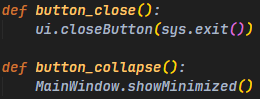 def button_close():
    ui.closeButton(sys.exit())
def button_collapse():
    MainWindow.showMinimized()